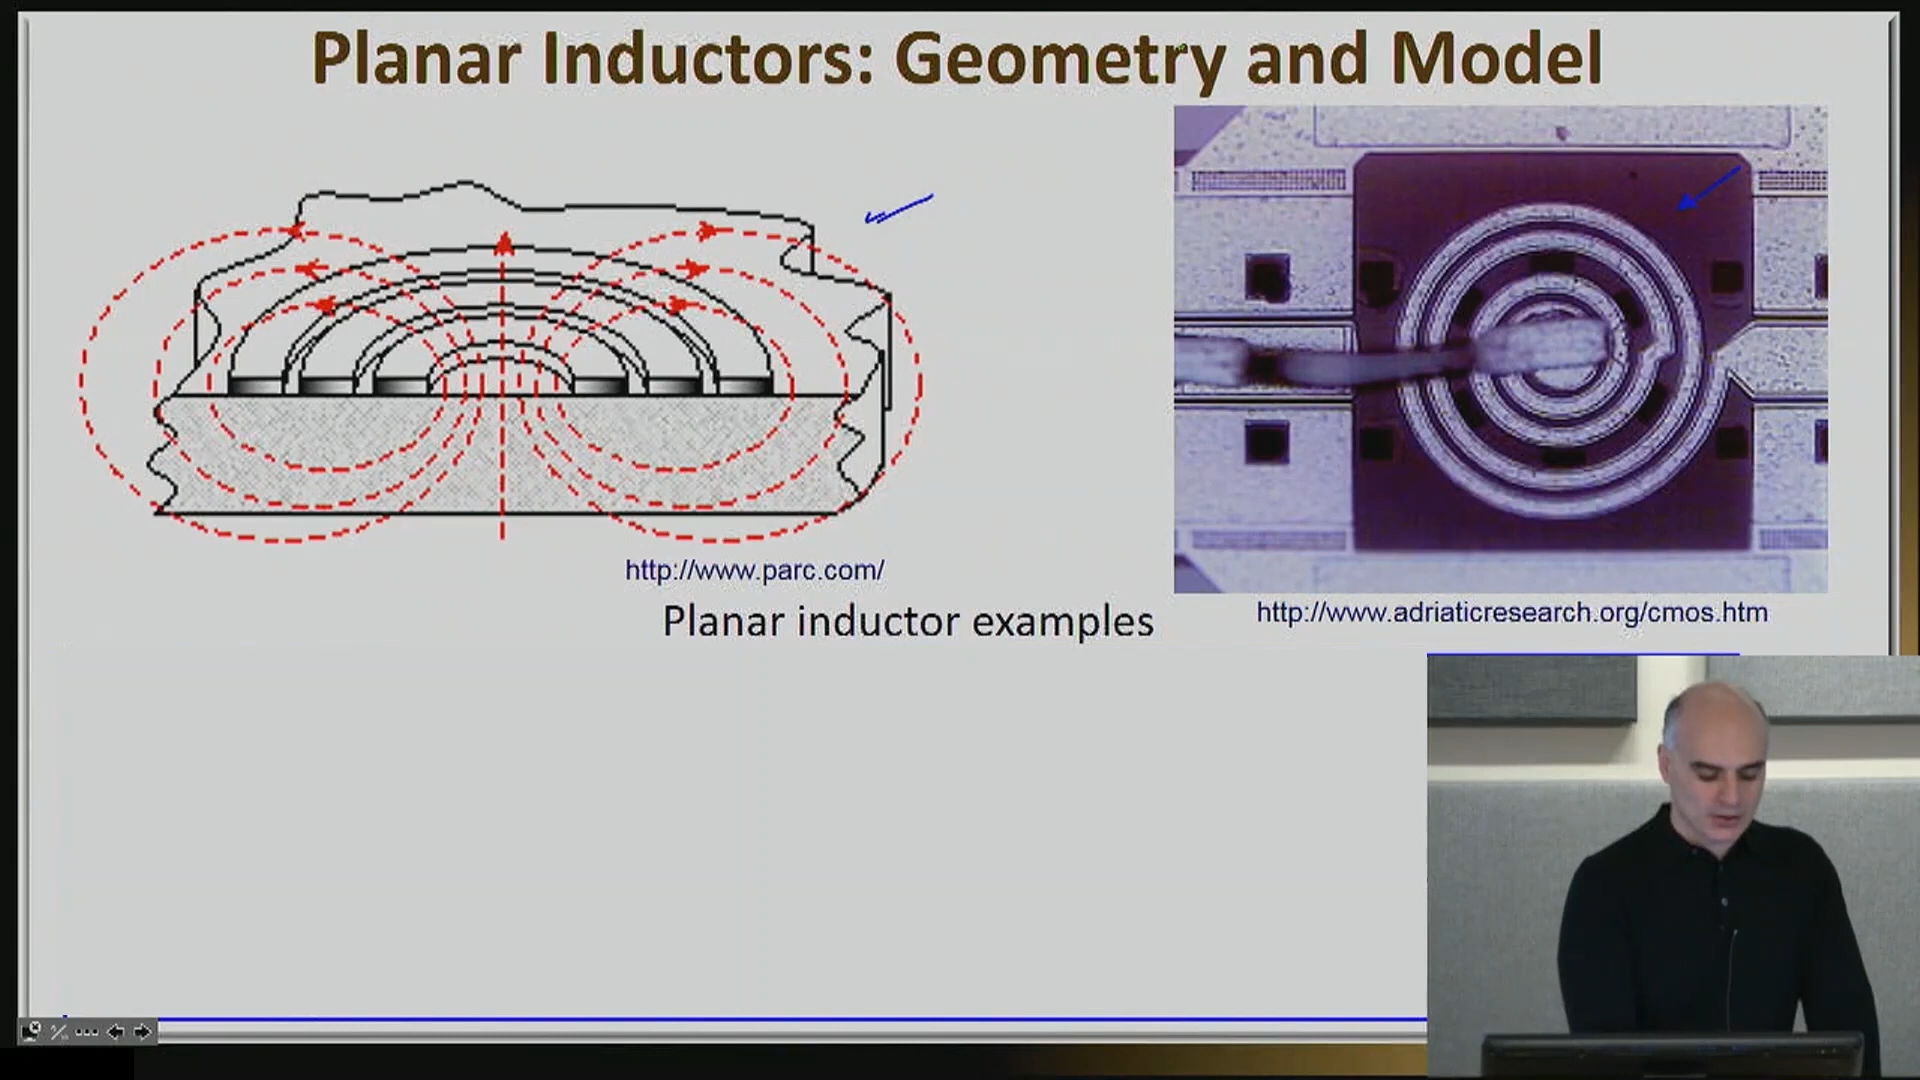 Planar Inductors: Geometry and Model
http://www.parc.com/
Planar inductor examples
http://www.adriaticresearch.org/cmos.htm